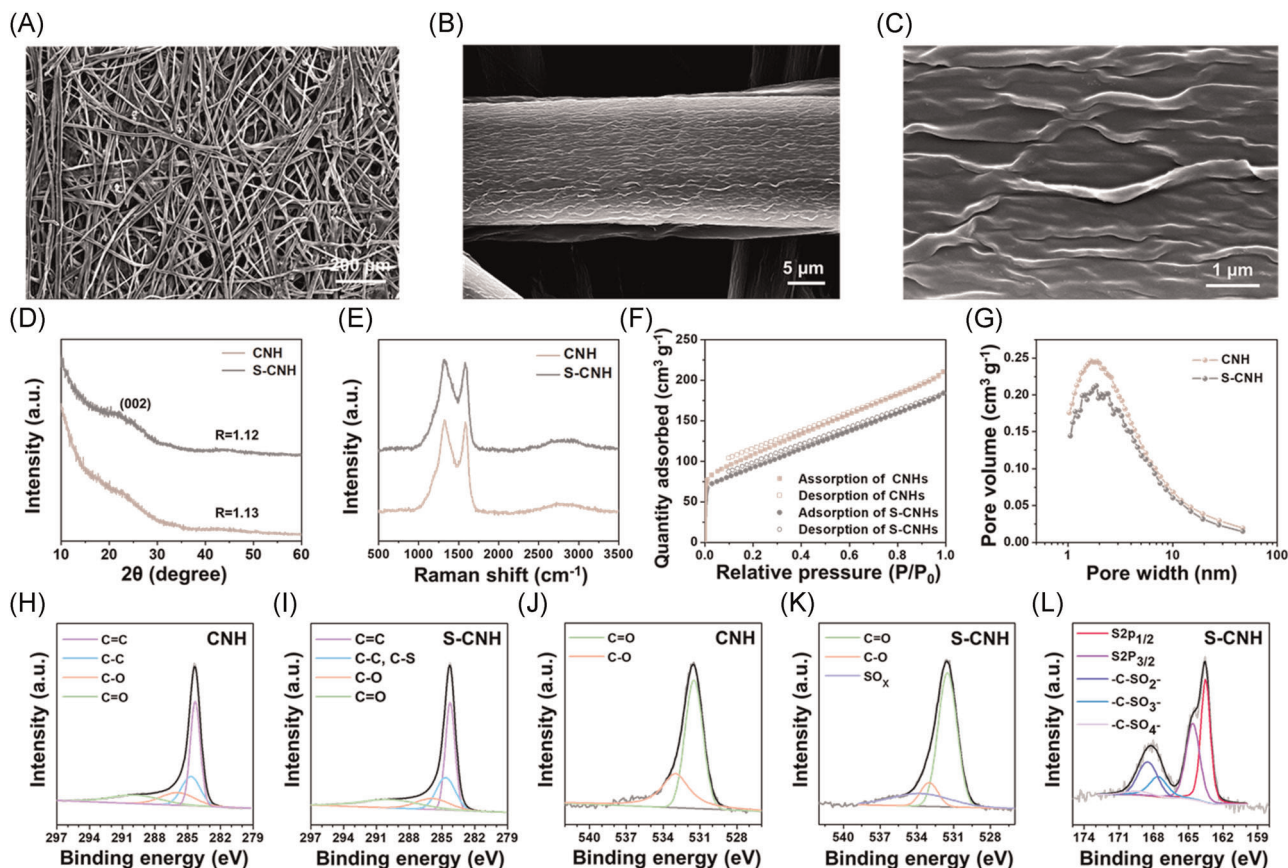 (A)
(B)
(C)
200 μm
5 μm
1 μm
(D)
(E)
(F)
(G)
Intensity (a.u.)
CNH
S-CNH
(002)
R=1.12
R=1.13
10 20 30 40 50 60
2θ (degree)
Intensity (a.u.)
CNH
S-CNH
500 1000 1500 2000 2500 3000 3500
Raman shift (cm⁻¹)
Quantity adsorbed (cm³ g⁻¹)
250
200
150
100
75
50
0
Assorption of CNHs
Desorption of CNHs
Adsorption of S-CNHs
Desorption of S-CNHs
0.0 0.2 0.4 0.6 0.8 1.0
Relative pressure (P/P₀)
Pore volume (cm³ g⁻¹)
0.25
0.20
0.15
0.10
0.05
0.00
CNH
S-CNH
0 1 10 100
Pore width (nm)
(H)
(I)
(J)
(K)
(L)
Intensity (a.u.)
C=C
C-C
C-O
C=O
CNH
297 294 291 288 285 282 279
Binding energy (eV)
Intensity (a.u.)
C=C
C-C, C-S
C-O
C=O
S-CNH
297 294 291 288 285 282 279
Binding energy (eV)
Intensity (a.u.)
C=O
C-O
CNH
540 537 534 531 528
Binding energy (eV)
Intensity (a.u.)
C=O
C-O
SOₓ
S-CNH
540 537 534 531 528
Binding energy (eV)
Intensity (a.u.)
S2p₁/₂
S2P₃/₂
-C-SO₂-
-C-SO₃-
-C-SO₄-
S-CNH
174 171 168 165 162 159
Binding energy (eV)